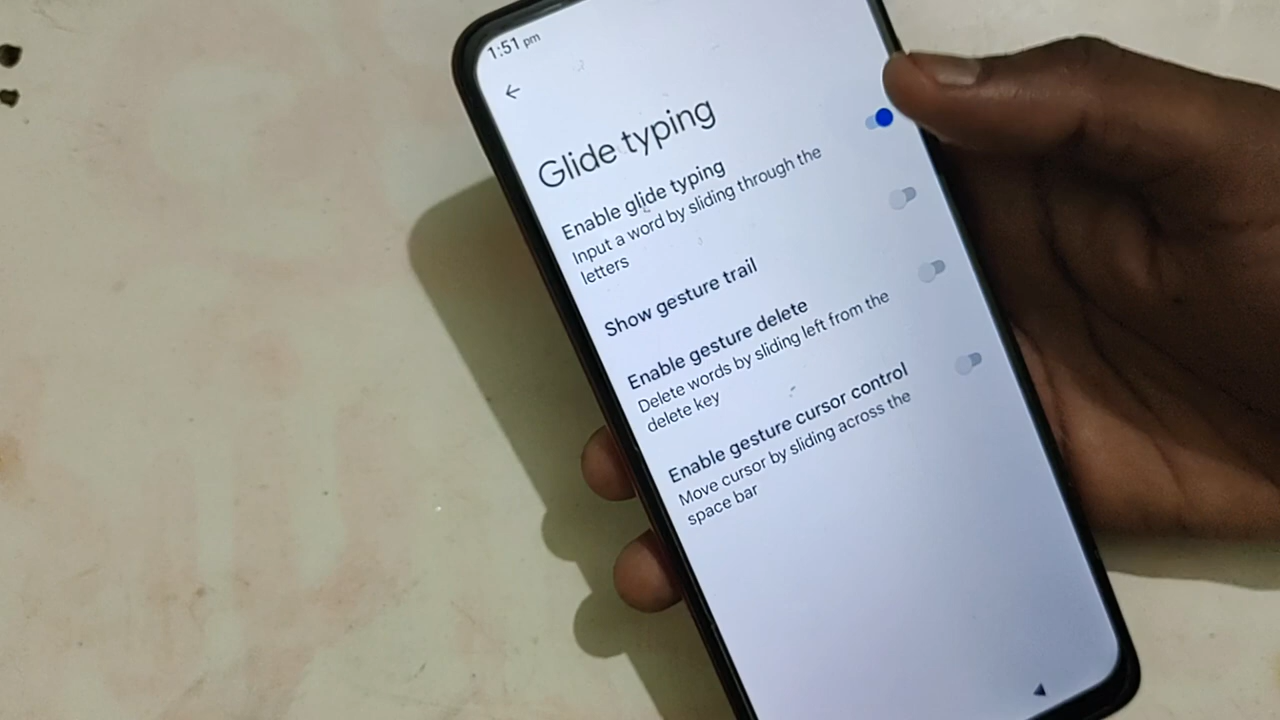 1:51 pm
Glide typing
Enable glide typing
Input a word by sliding through the
letters
Show gesture trail
Enable gesture delete
Delete words by sliding left from the
delete key
Enable gesture cursor control
Move cursor by sliding across the
space bar